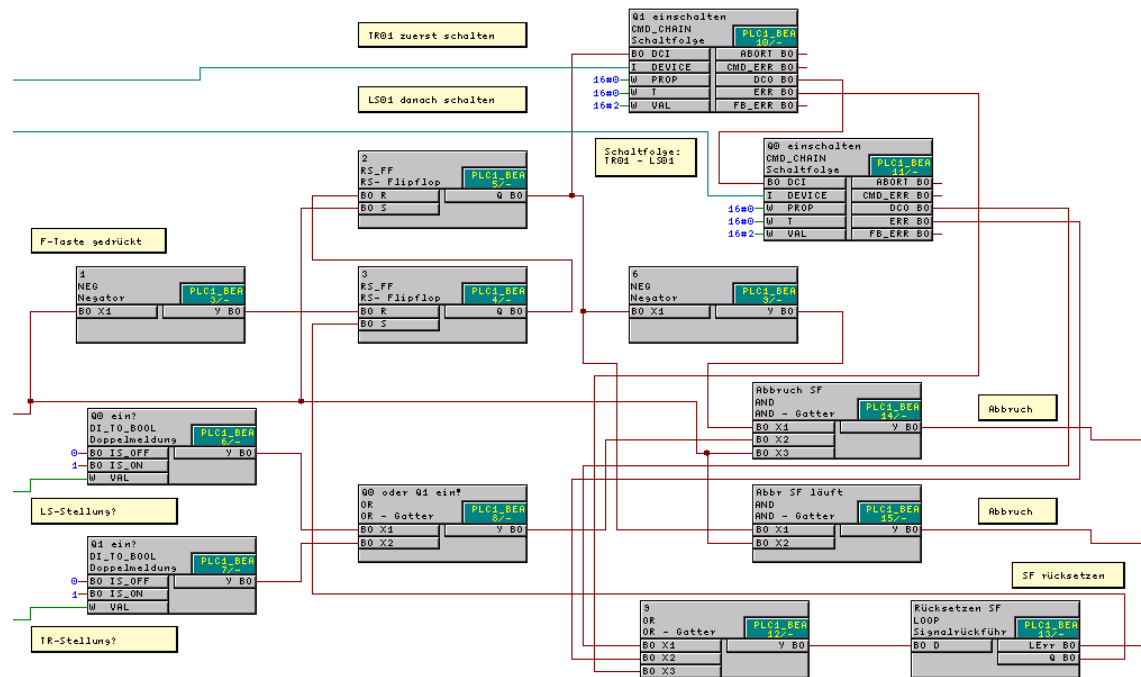 TR01 zuerst schalten
LS01 danach schalten
Q1 einschalten
CMD_CHAIN
Schaltfolge
PLC1_BEA
10/-
BO DCI
ABORT BO
I DEVICE
CMD_ERR BO
16#0
W PROP
DCO BO
16#0
W T
ERR BO
16#2
W VAL
FB_ERR BO
Schaltfolge:
TR01 - LS01
Q0 einschalten
CMD_CHAIN
Schaltfolge
PLC1_BEA
11/-
BO DCI
ABORT BO
I DEVICE
CMD_ERR BO
16#0
W PROP
DCO BO
16#0
W T
ERR BO
16#2
W VAL
FB_ERR BO
2
RS_FF
RS- Flipflop
PLC1_BEA
5/-
BO R
Q BO
BO S
F-Taste gedrückt
1
NEG
Negator
PLC1_BEA
3/-
BO X1
Y BO
3
RS_FF
RS- Flipflop
PLC1_BEA
4/-
BO R
Q BO
BO S
6
NEG
Negator
PLC1_BEA
9/-
BO X1
Y BO
Q0 ein?
DI_TO_BOOL
Doppelmeldung
PLC1_BEA
6/-
0
BO IS_OFF
Y BO
1
BO IS_ON
W VAL
LS-Stellung?
Abbruch SF
AND
AND - Gatter
PLC1_BEA
14/-
BO X1
Y BO
BO X2
BO X3
Abbruch
Q0 oder Q1 ein?
OR
OR - Gatter
PLC1_BEA
8/-
BO X1
Y BO
BO X2
Abbr SF läuft
AND
AND - Gatter
PLC1_BEA
15/-
BO X1
Y BO
BO X2
Abbruch
Q1 ein?
DI_TO_BOOL
Doppelmeldung
PLC1_BEA
7/-
0
BO IS_OFF
Y BO
1
BO IS_ON
W VAL
TR-Stellung?
SF rücksetzen
9
OR
OR - Gatter
PLC1_BEA
12/-
BO X1
Y BO
BO X2
BO X3
Rücksetzen SF
LOOP
Signalrückführ
PLC1_BEA
13/-
BO D
LErr BO
Q BO